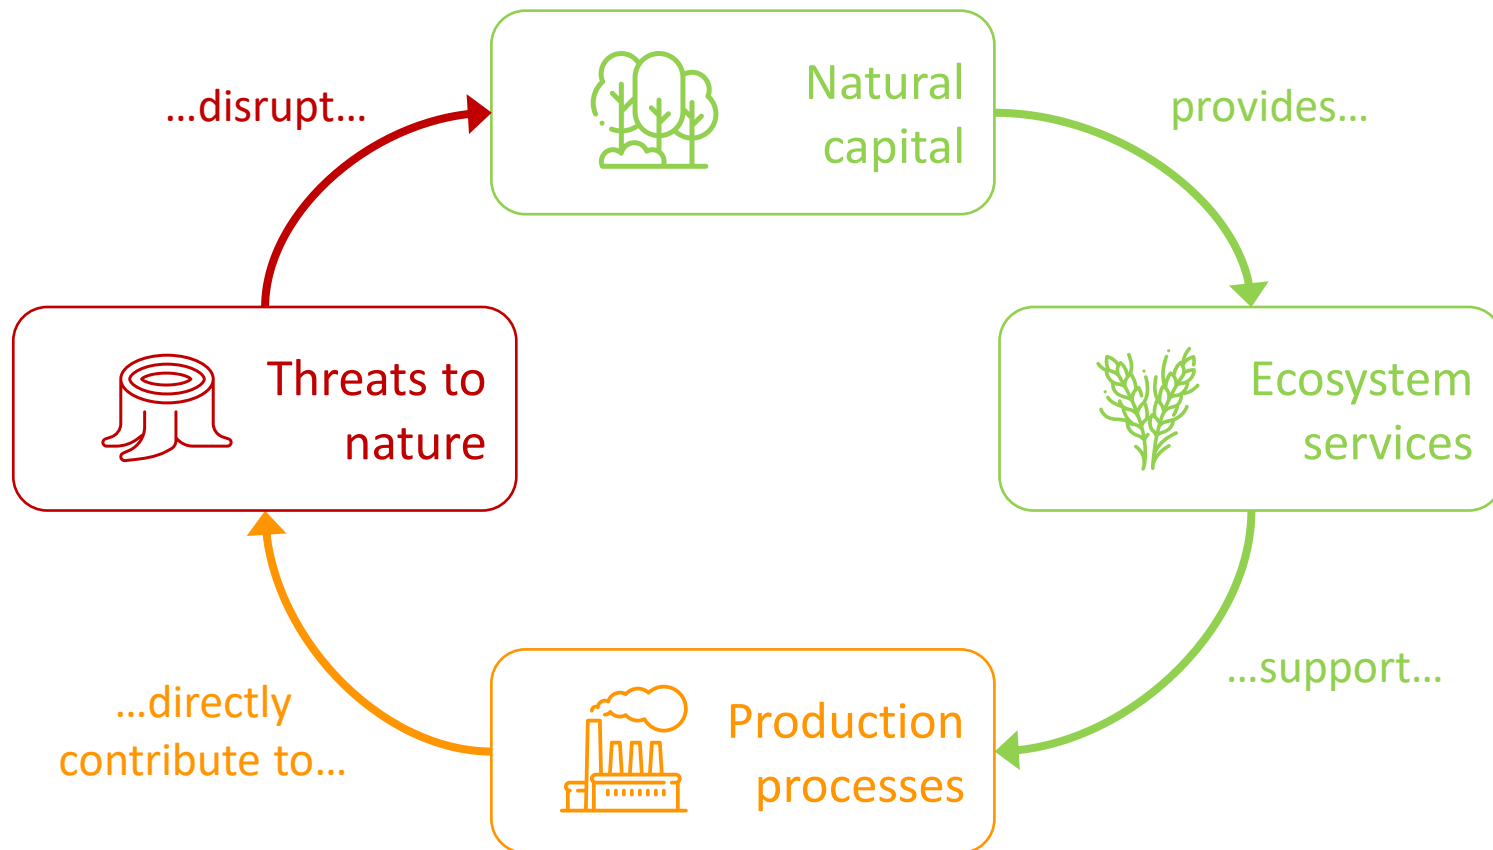 Natural
capital
provides...
Ecosystem
services
...support...
Production
processes
...directly
contribute to...
Threats to
nature
...disrupt...